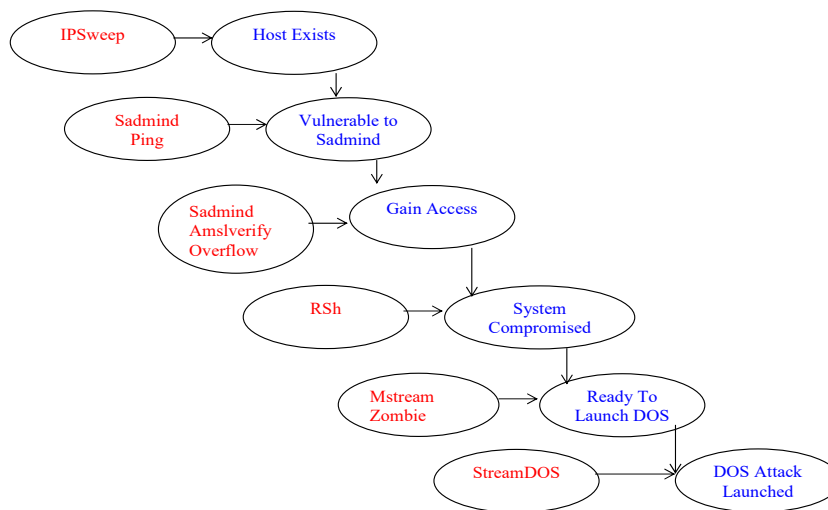 IPSweep
Host Exists
Sadmind
Ping
Vulnerable to
Sadmind
Sadmind
Amslverify
Overflow
Gain Access
RSh
System
Compromised
Mstream
Zombie
Ready To
Launch DOS
StreamDOS
DOS Attack
Launched